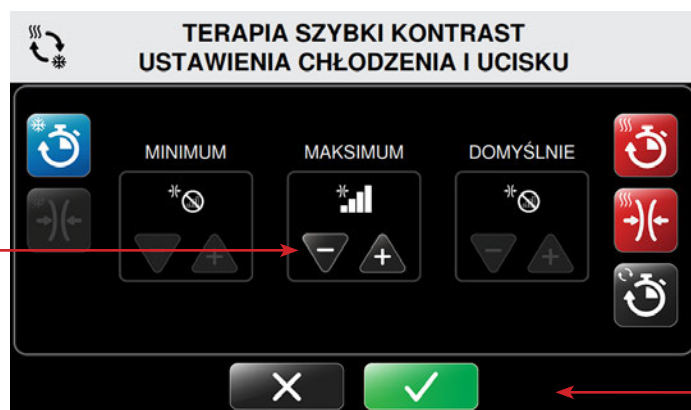 TERAPIA SZYBKI KONTRAST
USTAWIENIA CHŁODZENIA I UCISKU
MINIMUM MAKSIMUM DOMYŚLNIE